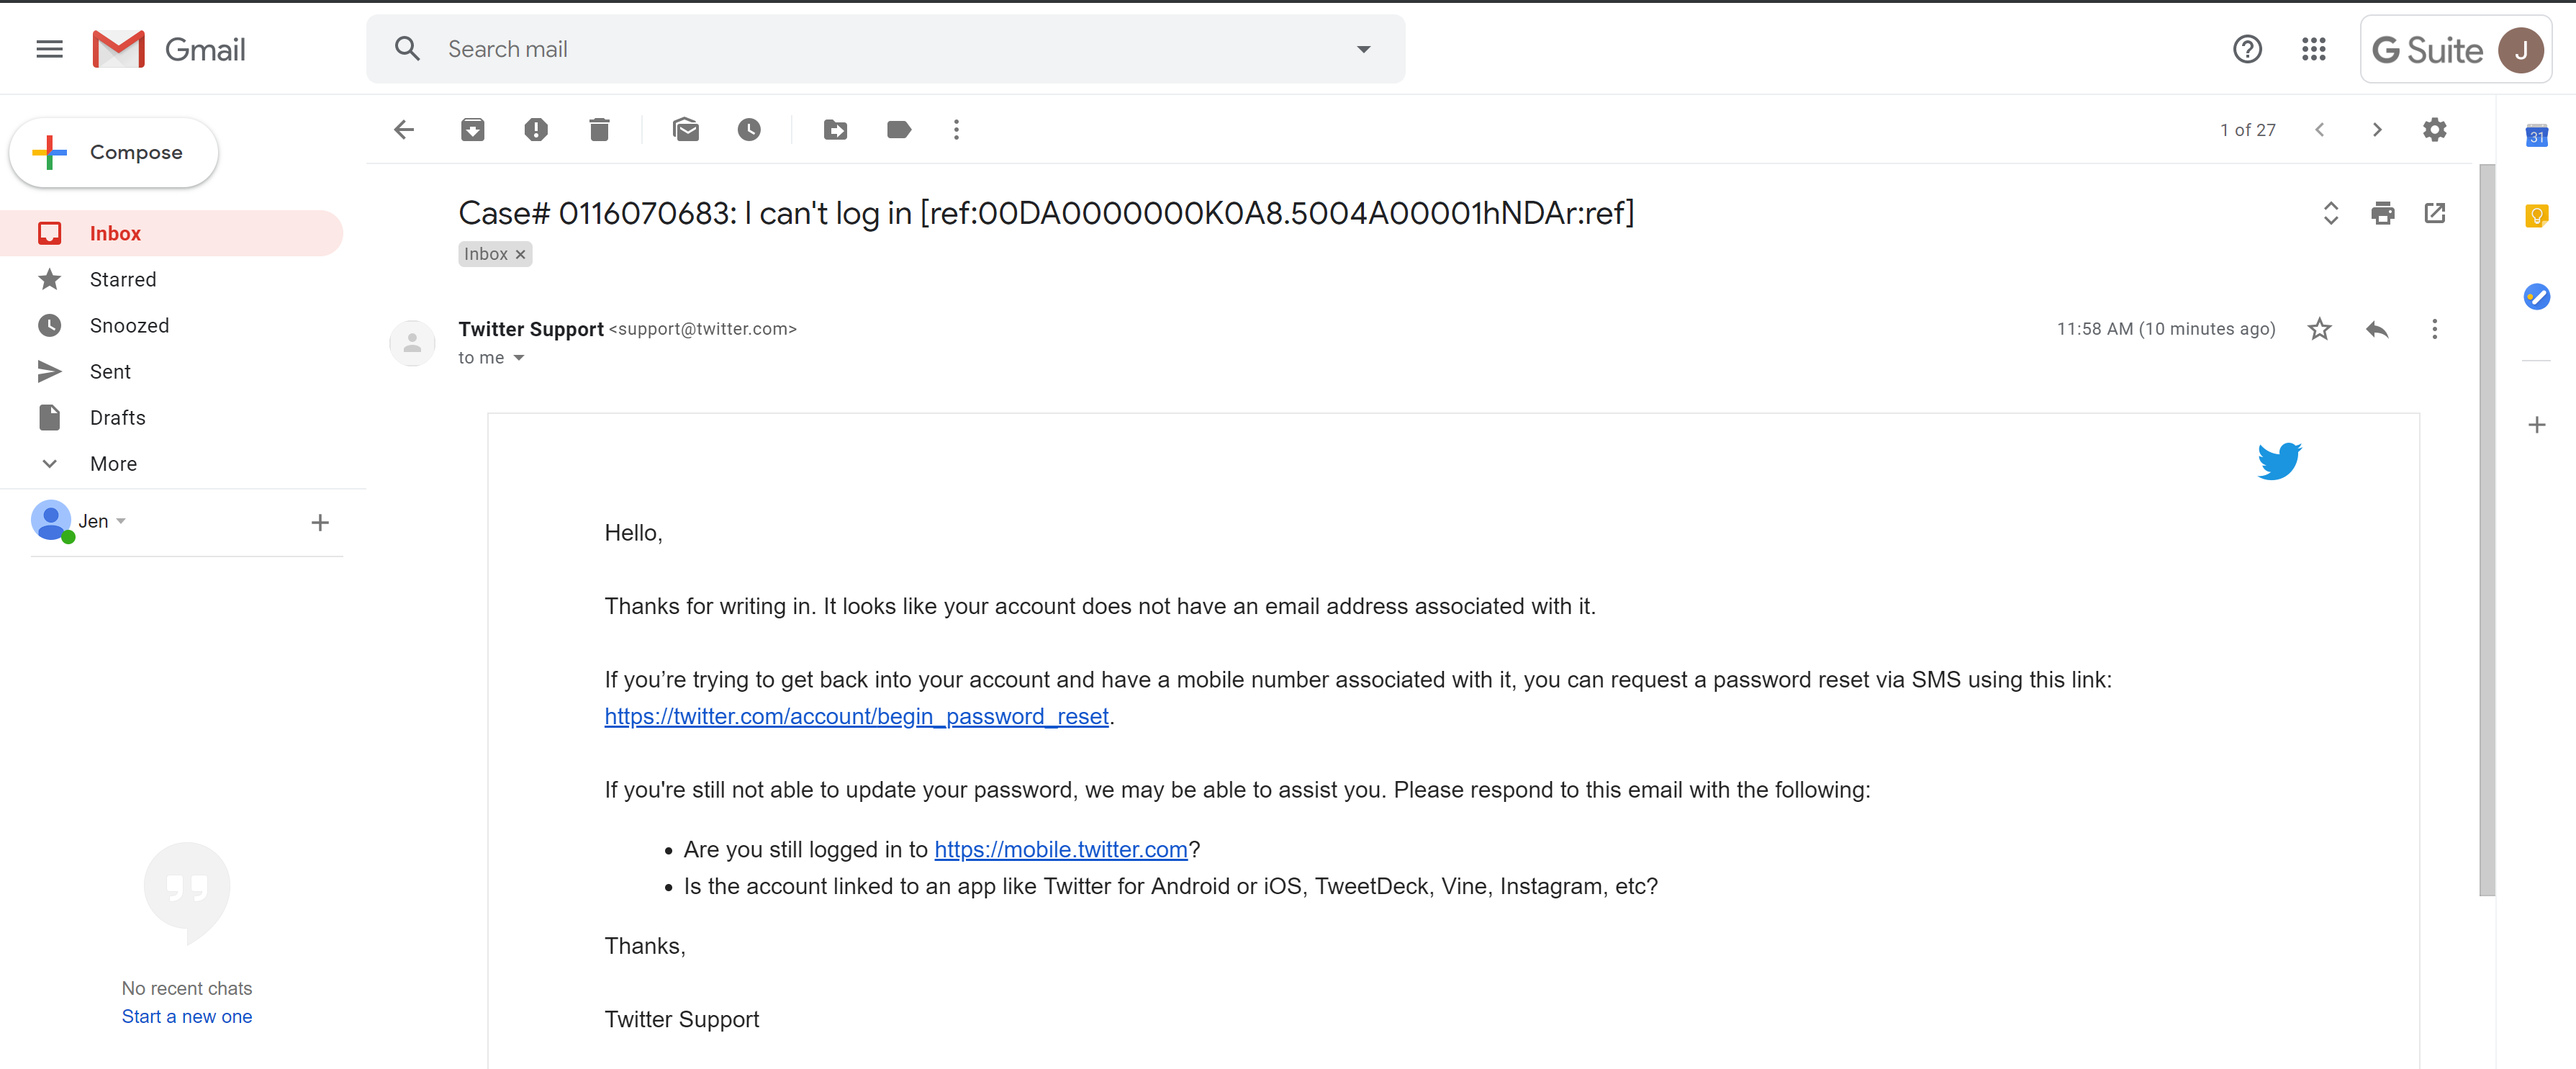 Gmail
Search mail
G Suite
J
Compose
1 of 27
31
Inbox
Starred
Snoozed
Sent
Drafts
More
Jen
No recent chats
Start a new one
Case# 0116070683: I can't log in [ref:00DA0000000K0A8.5004A00001hNDAr:ref]
Inbox ×
Twitter Support <support@twitter.com>
11:58 AM (10 minutes ago)
to me
Hello,
Thanks for writing in. It looks like your account does not have an email address associated with it.
If you’re trying to get back into your account and have a mobile number associated with it, you can request a password reset via SMS using this link:
https://twitter.com/account/begin_password_reset.
If you're still not able to update your password, we may be able to assist you. Please respond to this email with the following:
• Are you still logged in to https://mobile.twitter.com?
• Is the account linked to an app like Twitter for Android or iOS, TweetDeck, Vine, Instagram, etc?
Thanks,
Twitter Support